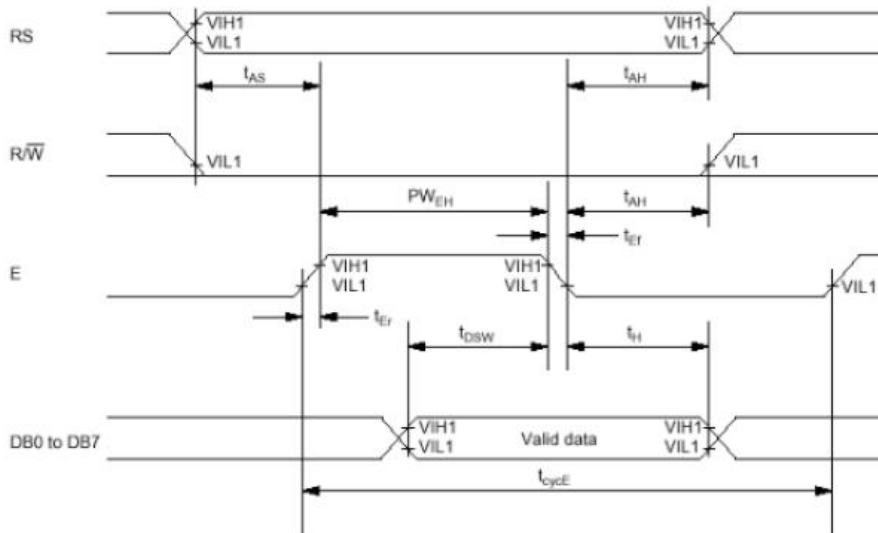 RS
VIH1
VIL1
VIH1
VIL1
tAS
tAH
R/W̅
VIL1
VIL1
PWEH
tAH
tEf
E
VIH1
VIL1
VIH1
VIL1
VIL1
tEr
tDSW
tH
DB0 to DB7
VIH1
VIL1
Valid data
VIH1
VIL1
tcycE